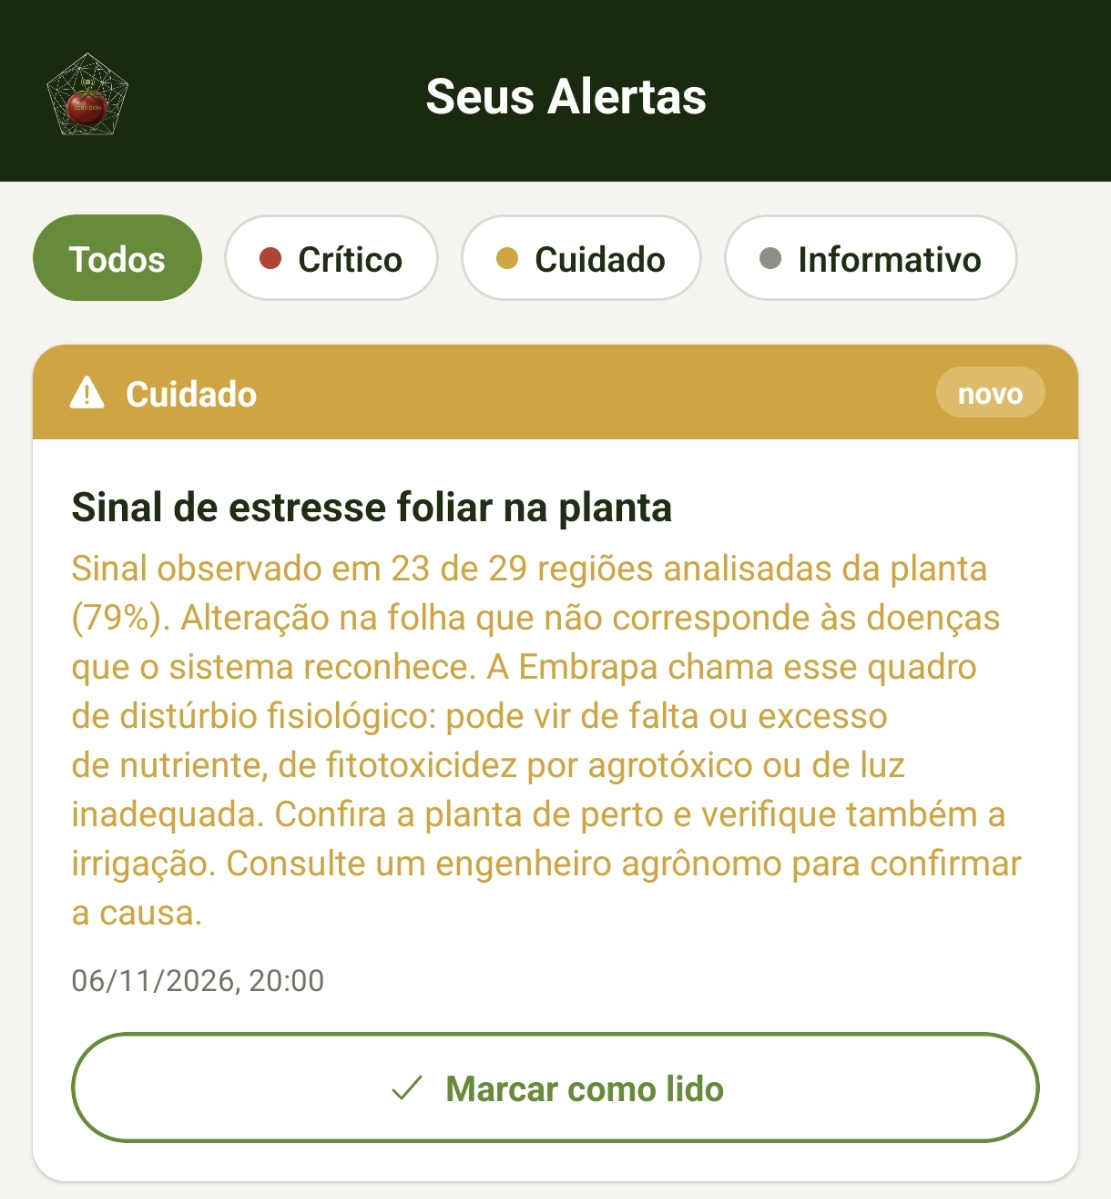 Seus Alertas
Todos
Crítico
Cuidado
Informativo
Cuidado
novo
Sinal de estresse foliar na planta
Sinal observado em 23 de 29 regiões analisadas da planta
(79%). Alteração na folha que não corresponde às doenças
que o sistema reconhece. A Embrapa chama esse quadro
de distúrbio fisiológico: pode vir de falta ou excesso
de nutriente, de fitotoxicidez por agrotóxico ou de luz
inadequada. Confira a planta de perto e verifique também a
irrigação. Consulte um engenheiro agrônomo para confirmar
a causa.
06/11/2026, 20:00
Marcar como lido